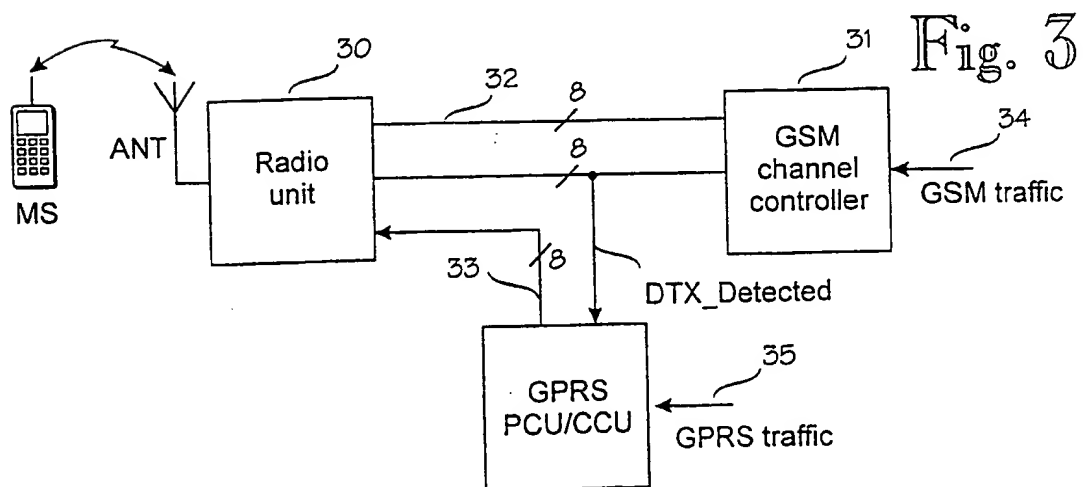 Fig. 3
30
31
32
8
34
ANT
Radio
unit
8
GSM
channel
controller
GSM traffic
MS
33
8
DTX_Detected
35
GPRS
PCU/CCU
GPRS traffic